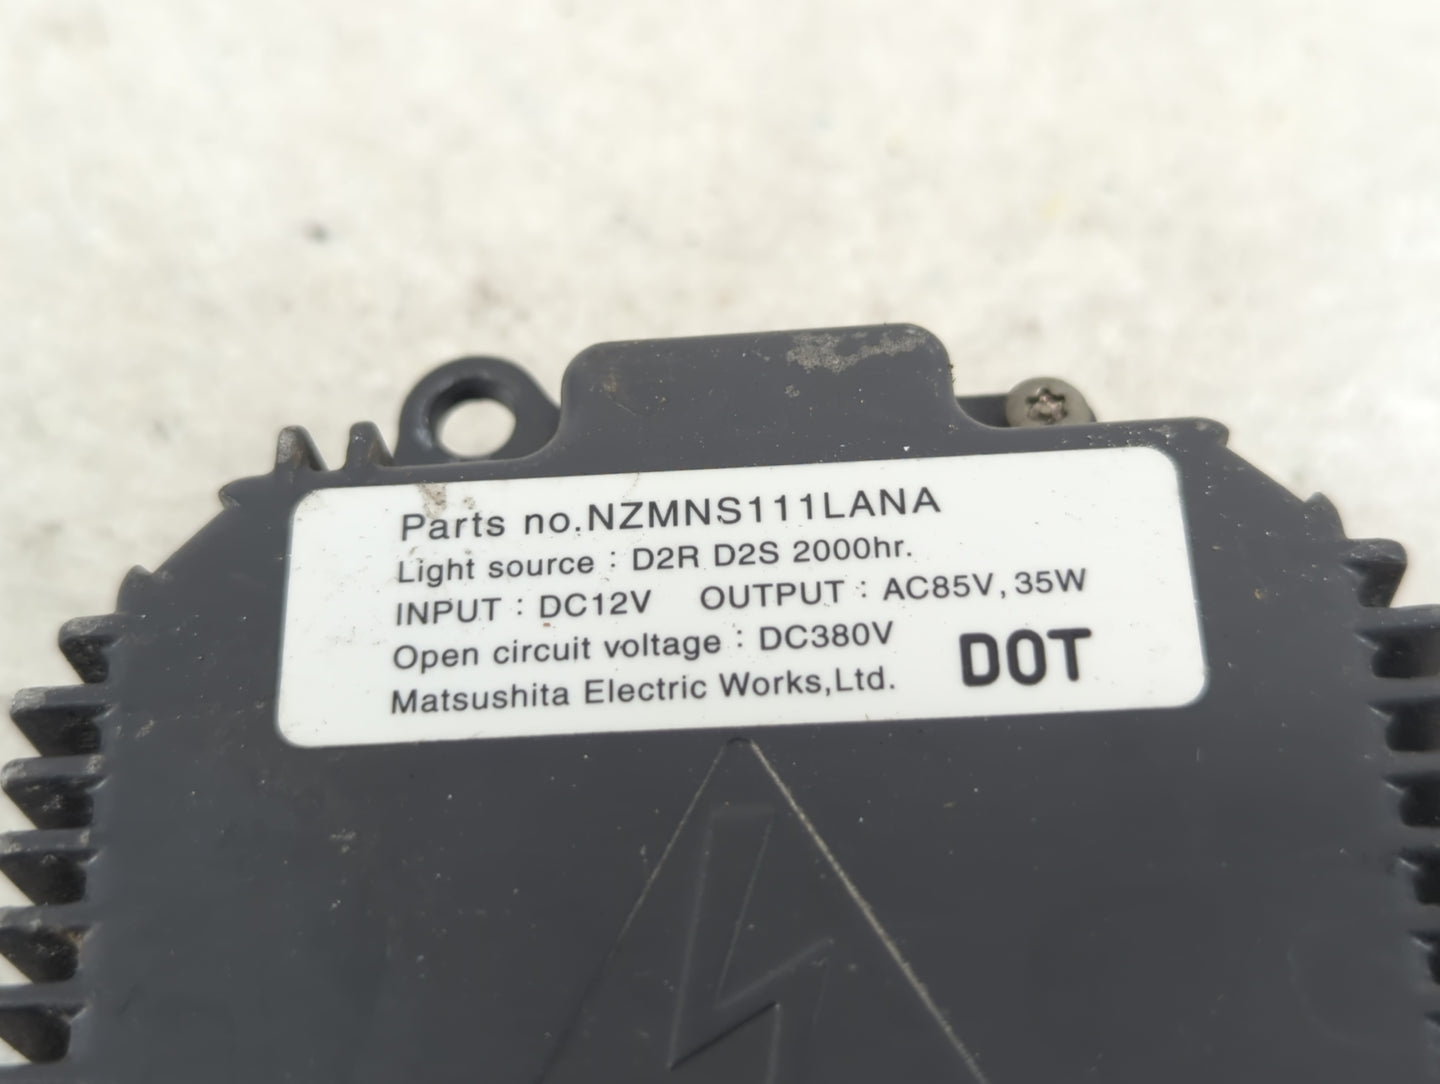 Parts no.NZMNS111LANA
Light source : D2R D2S 2000hr.
INPUT : DC12V OUTPUT : AC85V, 35W
Open circuit voltage : DC380V
Matsushita Electric Works,Ltd. DOT